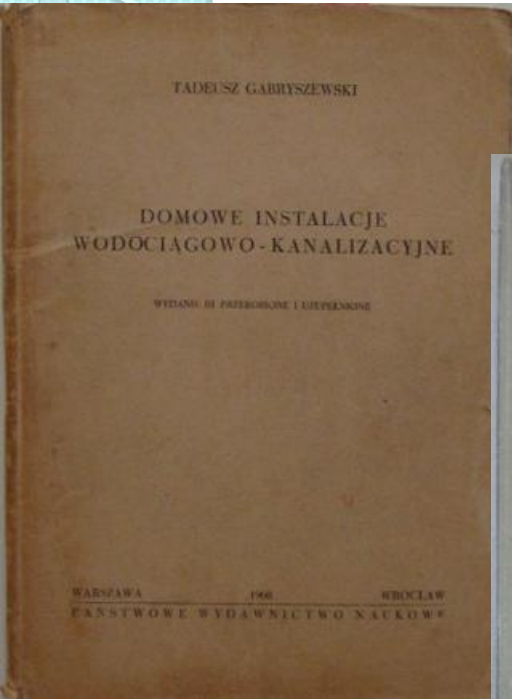 TADEUSZ GABRYSZEWSKI
DOMOWE INSTALACJE
WODOCIĄGOWO-KANALIZACYJNE
WYDANIE III PRZEROBIONE I UZUPEŁNIONE
WARSZAWA WROCŁAW
PAŃSTWOWE WYDAWNICTWO NAUKOWE